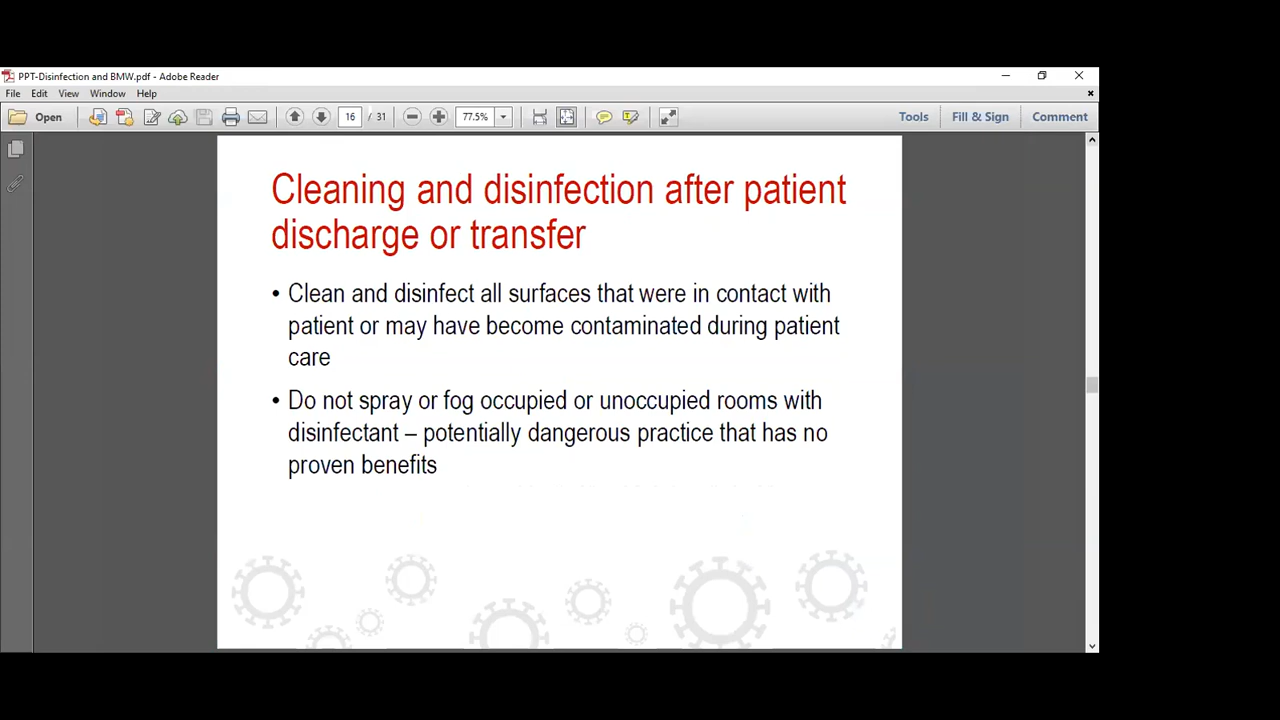 PPT-Disinfection and BMW.pdf - Adobe Reader
File Edit View Window Help
Open 16 / 31 77.5% Tools Fill & Sign Comment
Cleaning and disinfection after patient
discharge or transfer
• Clean and disinfect all surfaces that were in contact with
patient or may have become contaminated during patient
care
• Do not spray or fog occupied or unoccupied rooms with
disinfectant – potentially dangerous practice that has no
proven benefits